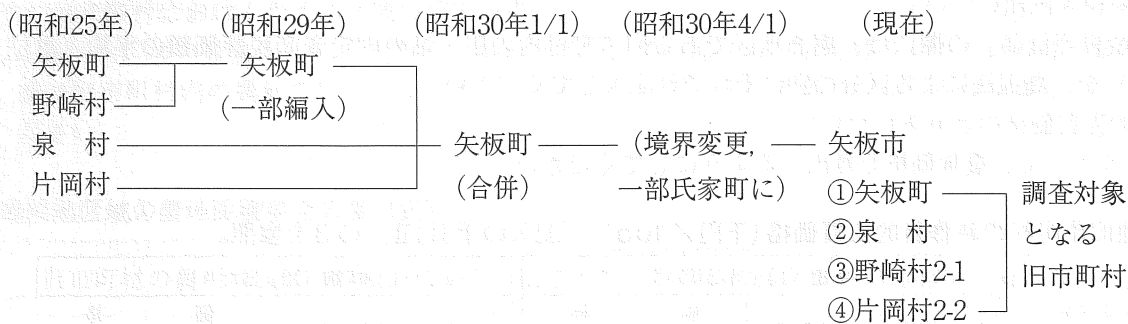 (昭和25年) (昭和29年) (昭和30年1/1) (昭和30年4/1) (現在)
矢板町 矢板町
野崎村 (一部編入)
泉 村 矢板町 (境界変更, 矢板市
片岡村 (合併) 一部氏家町に) ①矢板町 調査対象
②泉 村 となる
③野崎村2-1 旧市町村
④片岡村2-2